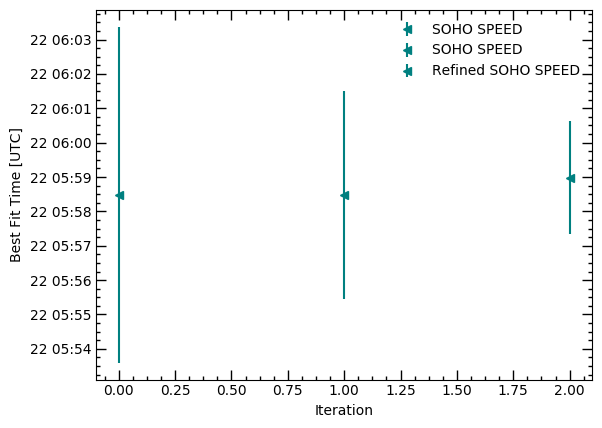 SOHO SPEED
SOHO SPEED
Refined SOHO SPEED
Best Fit Time [UTC]
22 06:03
22 06:02
22 06:01
22 06:00
22 05:59
22 05:58
22 05:57
22 05:56
22 05:55
22 05:54
0.00 0.25 0.50 0.75 1.00 1.25 1.50 1.75 2.00
Iteration